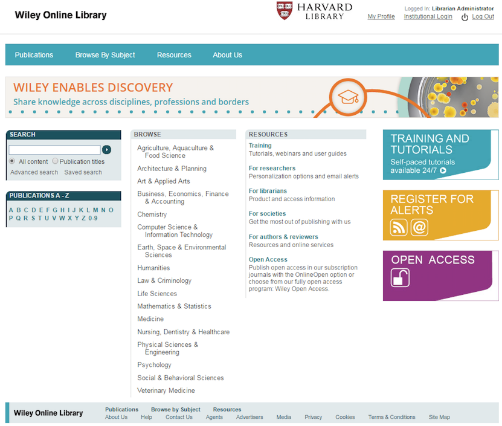 Wiley Online Library
HARVARD
LIBRARY
Logged in: Librarian Administrator
My Profile Institutional Login Log Out
Publications Browse By Subject Resources About Us
WILEY ENABLES DISCOVERY
Share knowledge across disciplines, professions and borders
SEARCH
All content Publication titles
Advanced search Saved search
PUBLICATIONS A - Z
A B C D E F G H I J K L M N O
P Q R S T U V W X Y Z 0-9
BROWSE
Agriculture, Aquaculture &
Food Science
Architecture & Planning
Art & Applied Arts
Business, Economics, Finance
& Accounting
Chemistry
Computer Science &
Information Technology
Earth, Space & Environmental
Sciences
Humanities
Law & Criminology
Life Sciences
Mathematics & Statistics
Medicine
Nursing, Dentistry & Healthcare
Physical Sciences &
Engineering
Psychology
Social & Behavioral Sciences
Veterinary Medicine
RESOURCES
Training
Tutorials, webinars and user guides
For researchers
Personalization options and email alerts
For librarians
Product and access information
For societies
Get the most out of publishing with us
For authors & reviewers
Resources and online services
Open Access
Publish open access in our subscription
journals with the OnlineOpen option or
choose from our fully open access
program: Wiley Open Access.
TRAINING AND
TUTORIALS
Self-paced tutorials
available 24/7
REGISTER FOR
ALERTS
@
OPEN ACCESS
Wiley Online Library
Publications Browse by Subject Resources
About Us Help Contact Us Agents Advertisers Media Privacy Cookies Terms & Conditions Site Map